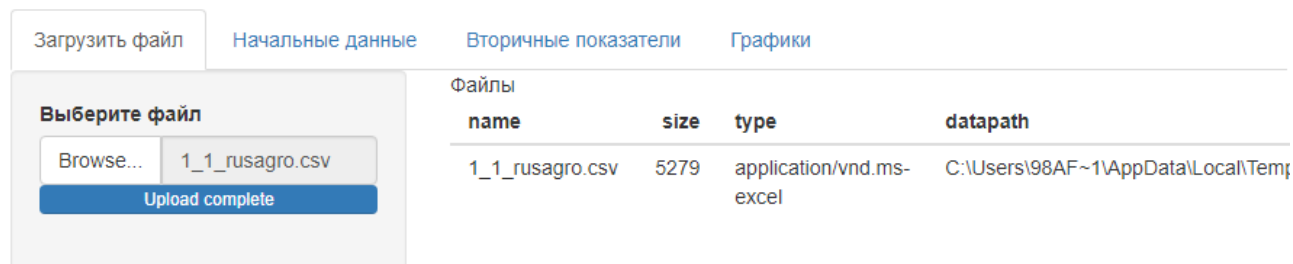 Загрузить файл Начальные данные Вторичные показатели Графики
Выберите файл
Browse... 1_1_rusagro.csv
Upload complete
Файлы
name size type datapath
1_1_rusagro.csv 5279 application/vnd.ms- C:\Users\98AF~1\AppData\Local\Temp
excel